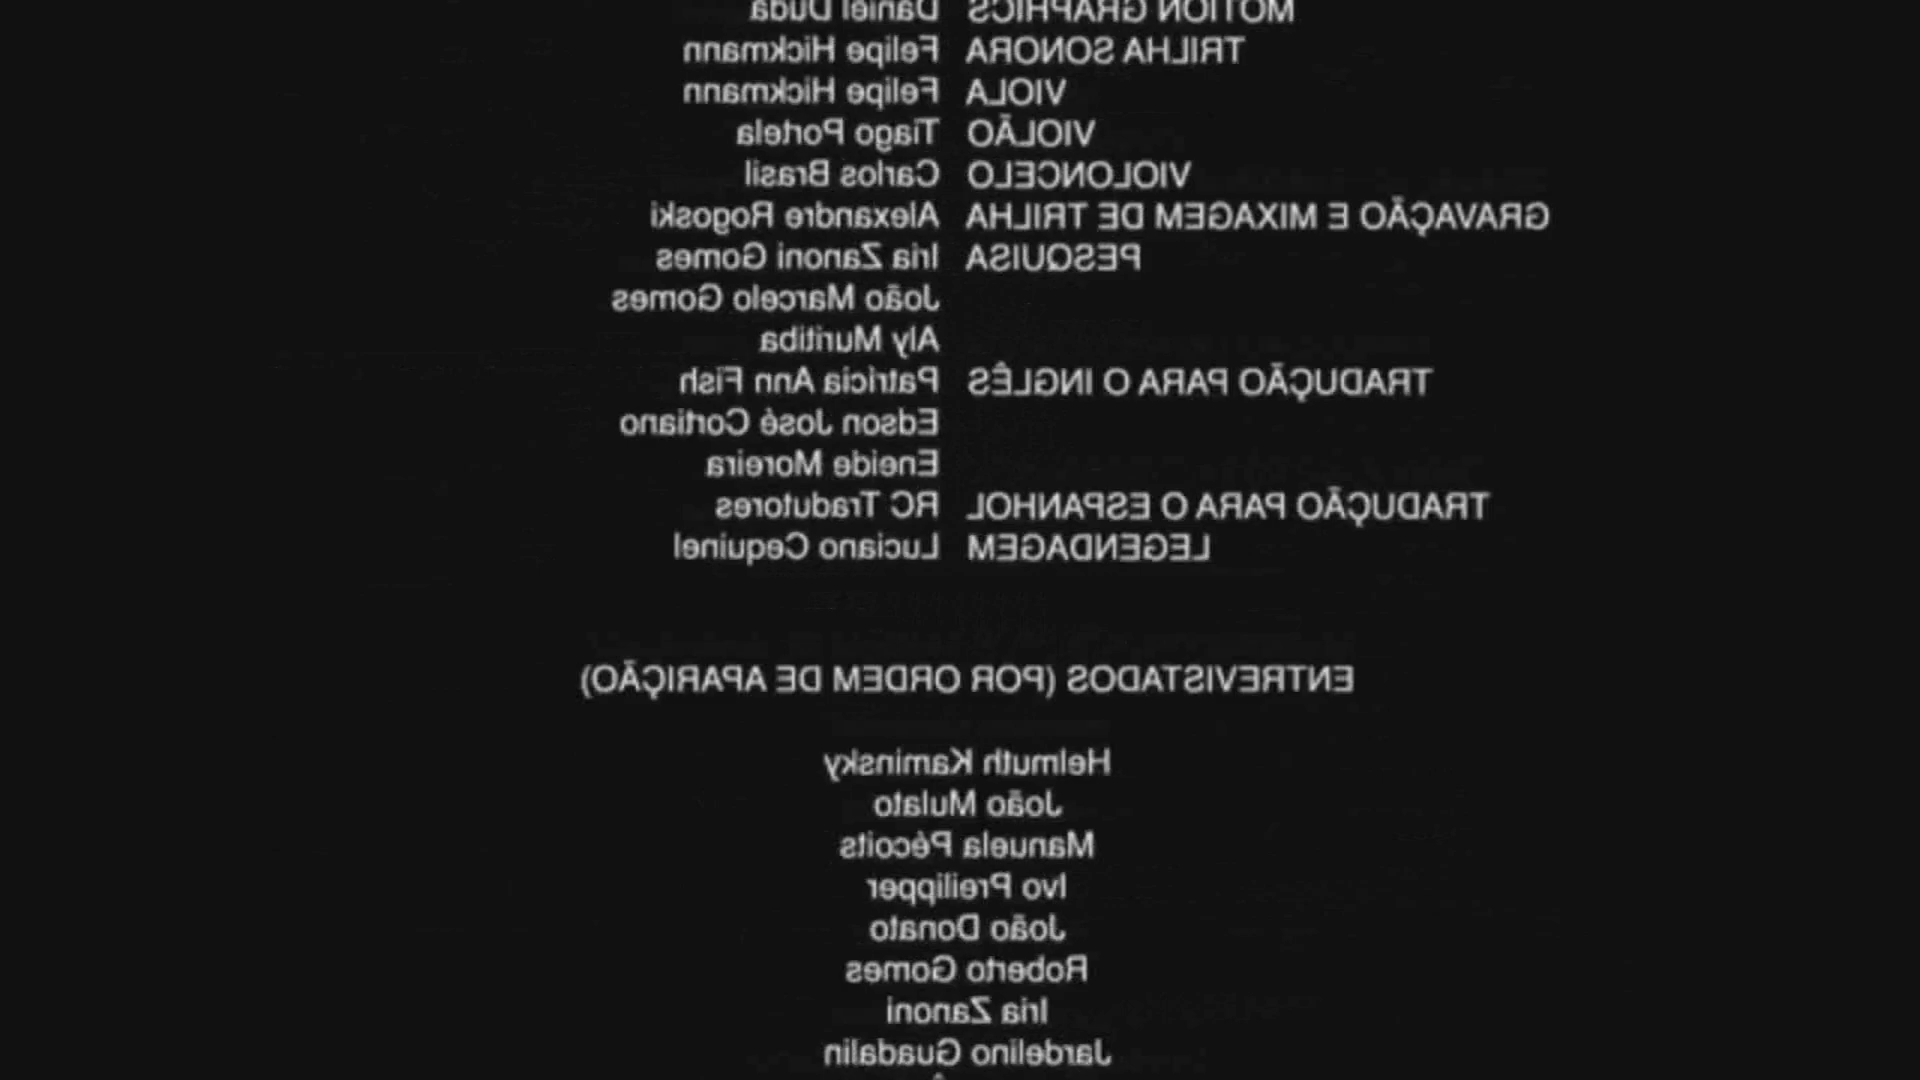 MOTION GRAPHICS Daniel Duda
TRILHA SONORA Felipe Hickmann
VIOLA Felipe Hickmann
VIOLÃO Tiago Portela
VIOLONCELO Carlos Brasil
GRAVAÇÃO E MIXAGEM DE TRILHA Alexandre Rogoski
PESQUISA Iria Zanoni Gomes
João Marcelo Gomes
Aly Muritiba
TRADUÇÃO PARA O INGLÊS Patrícia Ann Fish
Edson José Cortiano
Eneide Moreira
TRADUÇÃO PARA O ESPANHOL RC Tradutores
LEGENDAGEM Luciano Cequinel
ENTREVISTADOS (POR ORDEM DE APARIÇÃO)
Helmuth Kaminsky
João Mulato
Manuela Pécoits
Ivo Preilipper
João Donato
Roberto Gomes
Iria Zanoni
Jardelino Guadalin